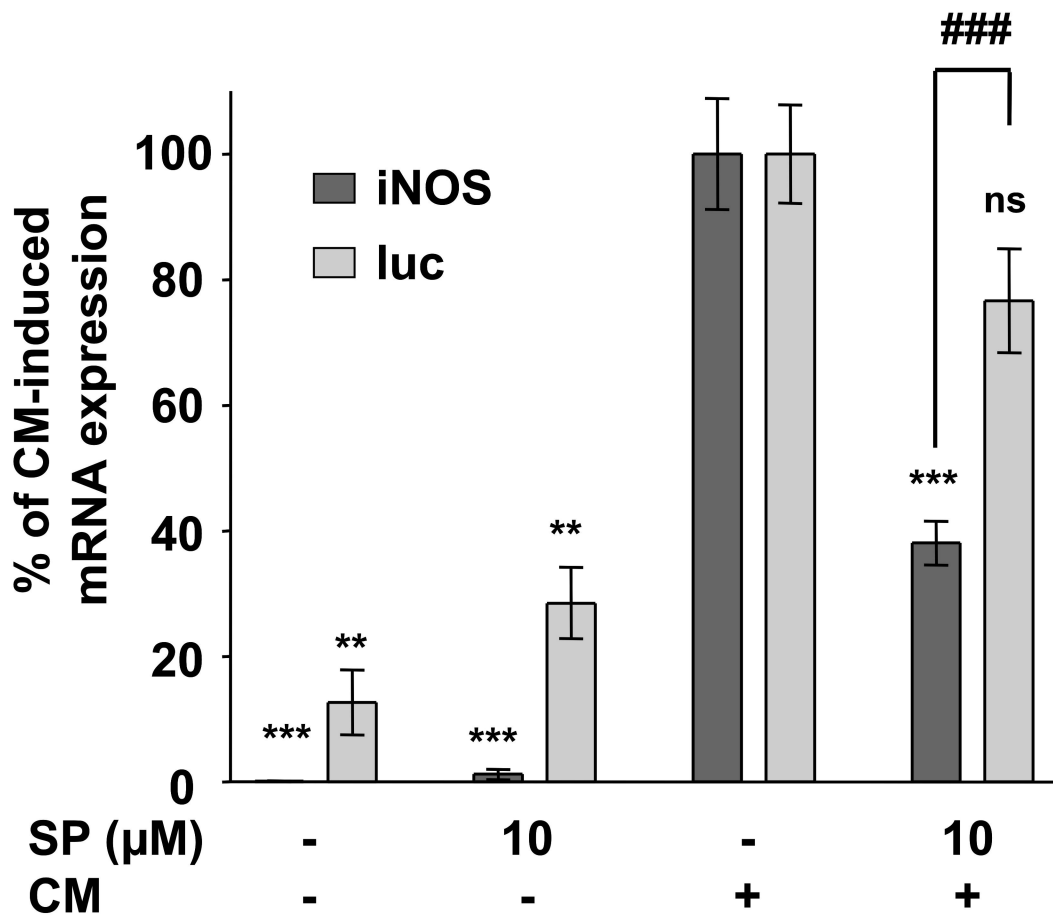 ###
% of CM-induced
mRNA expression
100
80
60
40
20
0
iNOS
luc
ns
***
**
**
***
***
SP (µM) - 10 - 10
CM - - + +